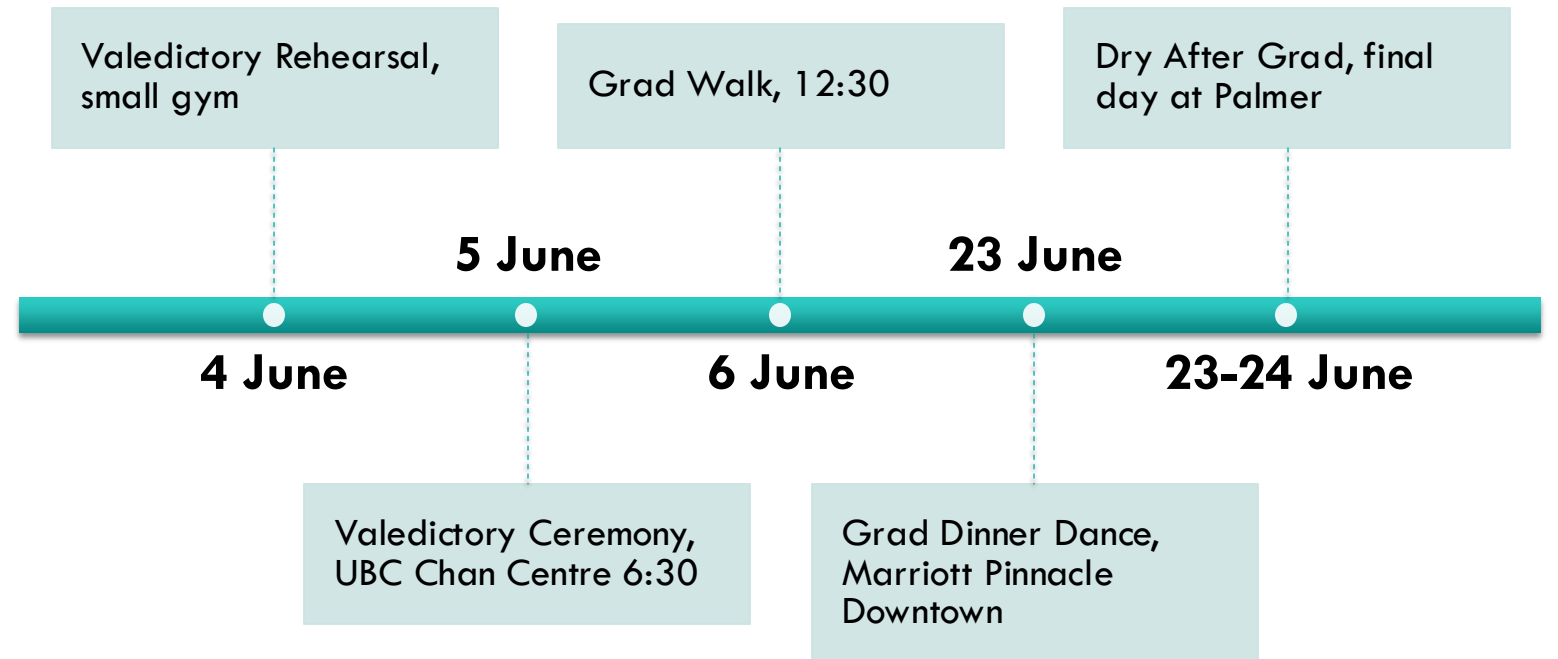 Valedictory Rehearsal,
small gym
Grad Walk, 12:30
Dry After Grad, final
day at Palmer
5 June
23 June
4 June
6 June
23-24 June
Valedictory Ceremony,
UBC Chan Centre 6:30
Grad Dinner Dance,
Marriott Pinnacle
Downtown